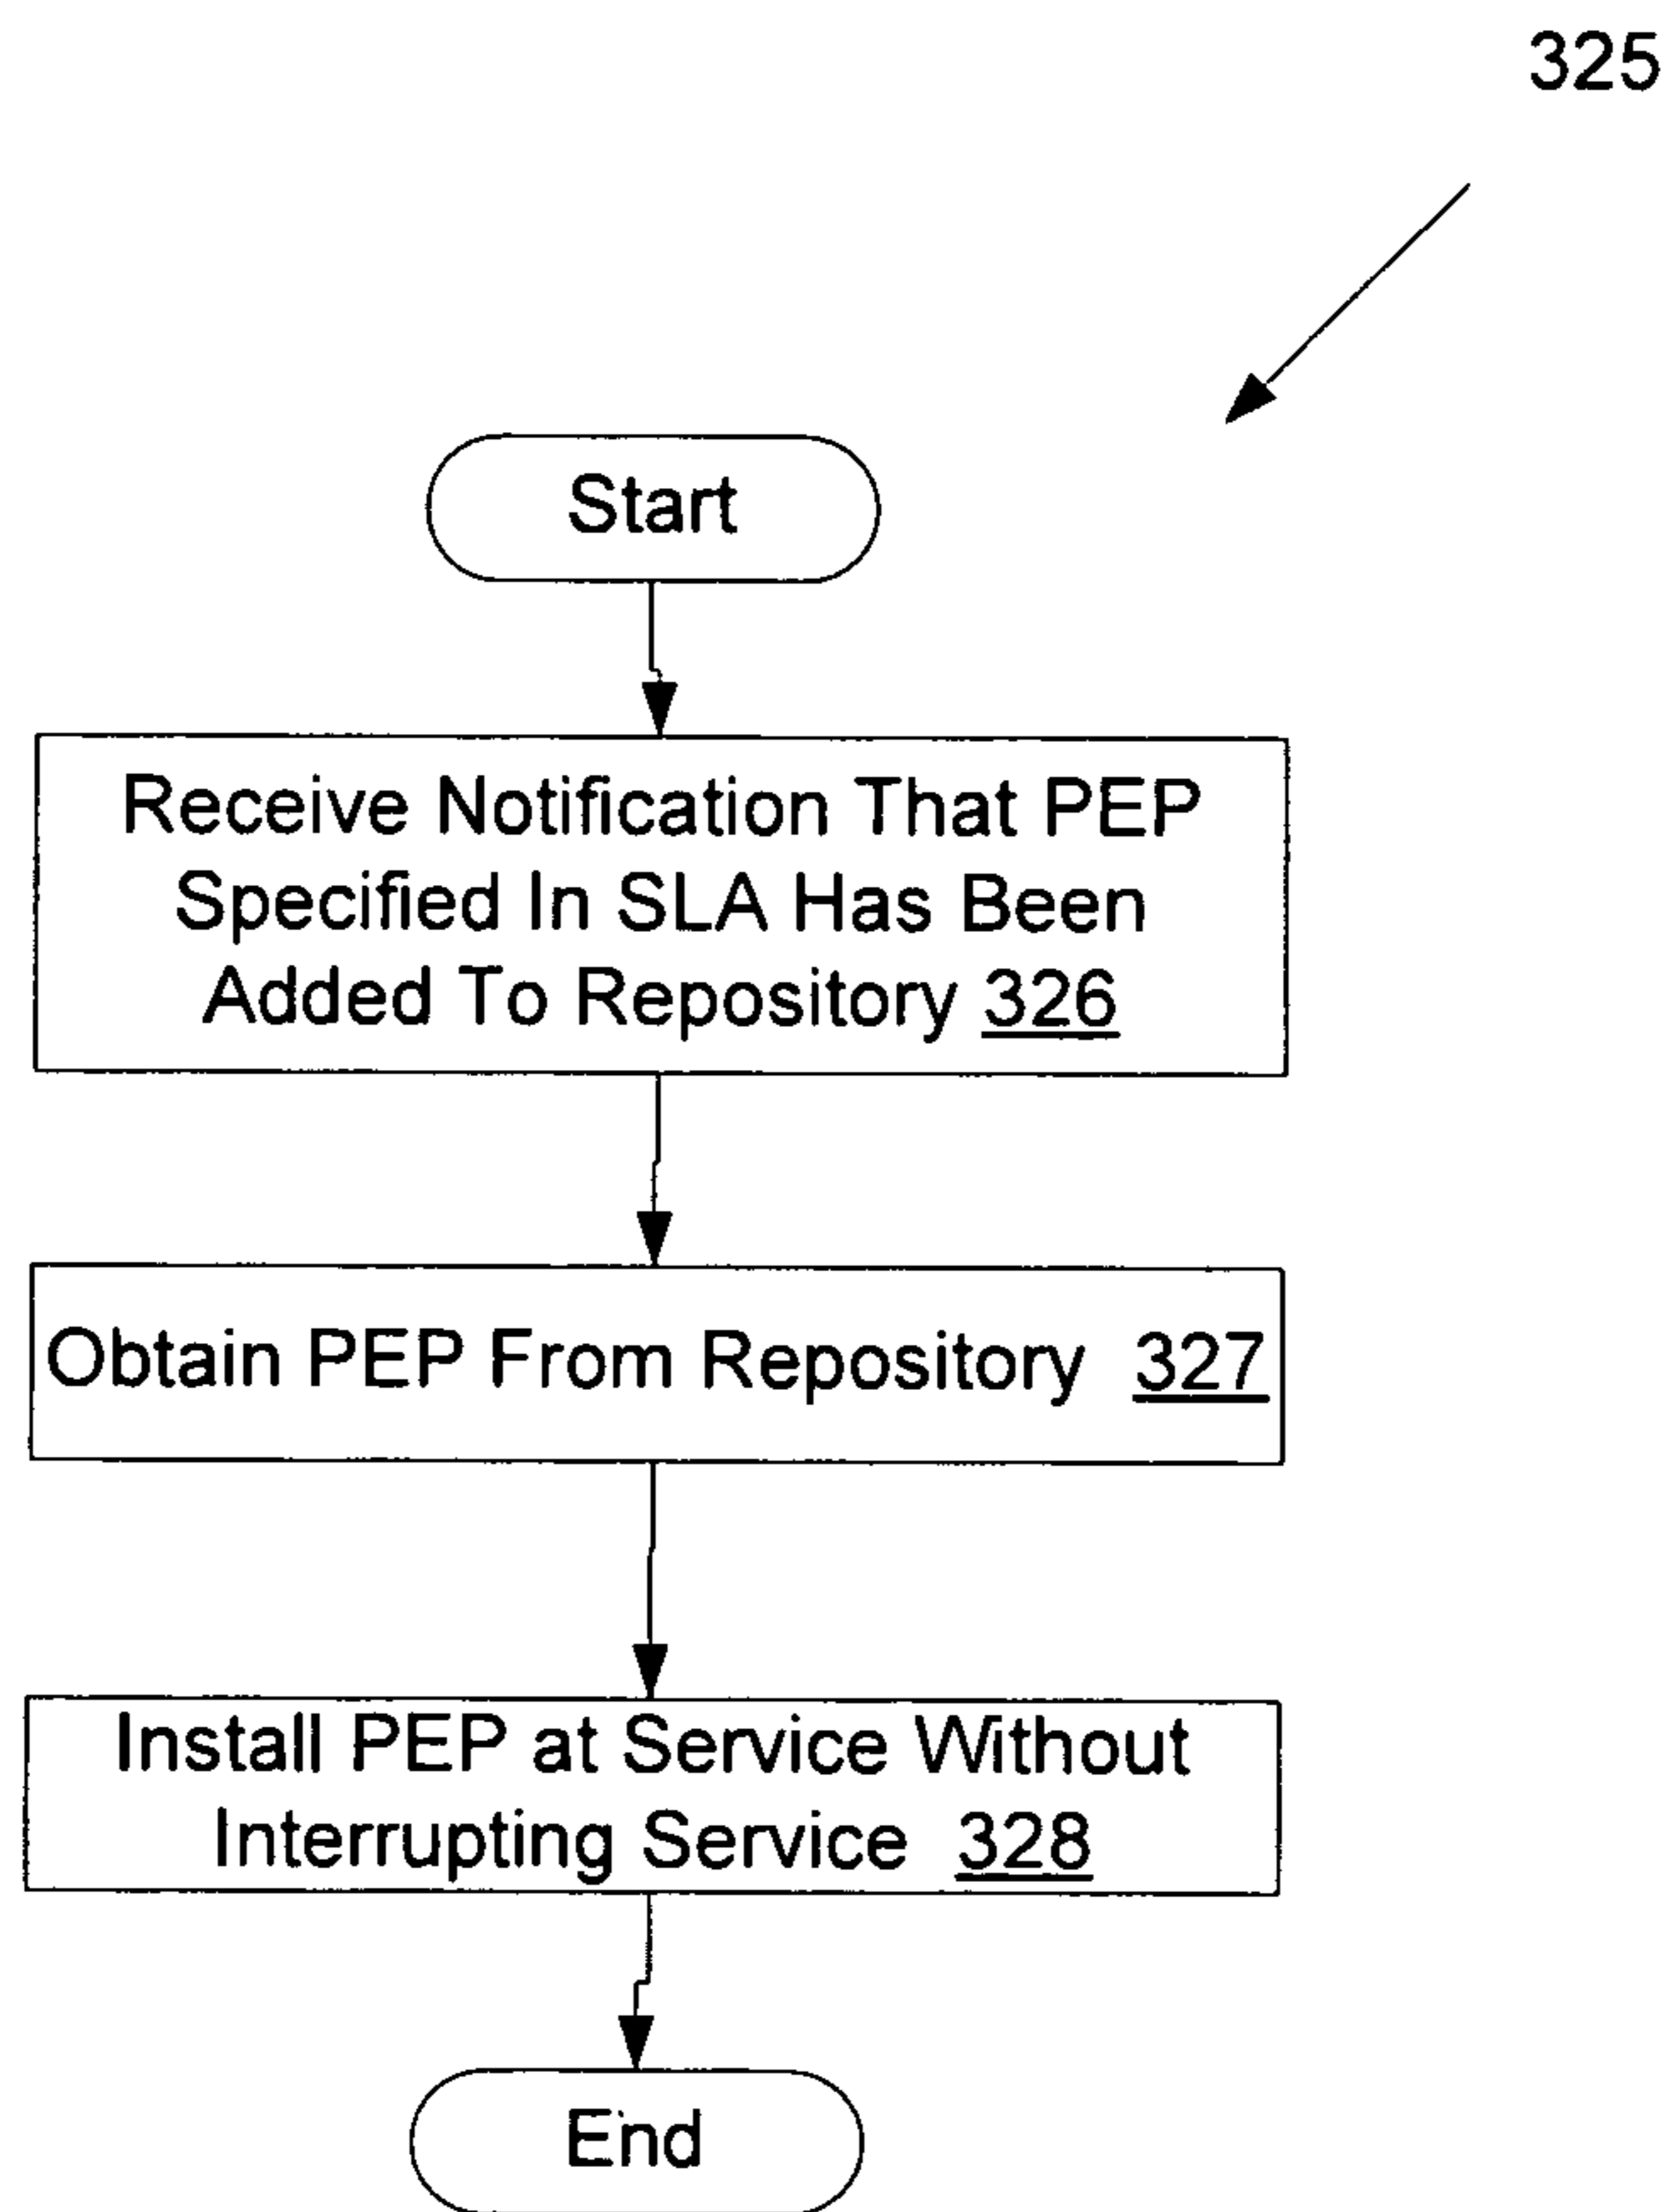 325
Start
Receive Notification That PEP
Specified In SLA Has Been
Added To Repository 326
Obtain PEP From Repository 327
Install PEP at Service Without
Interrupting Service 328
End